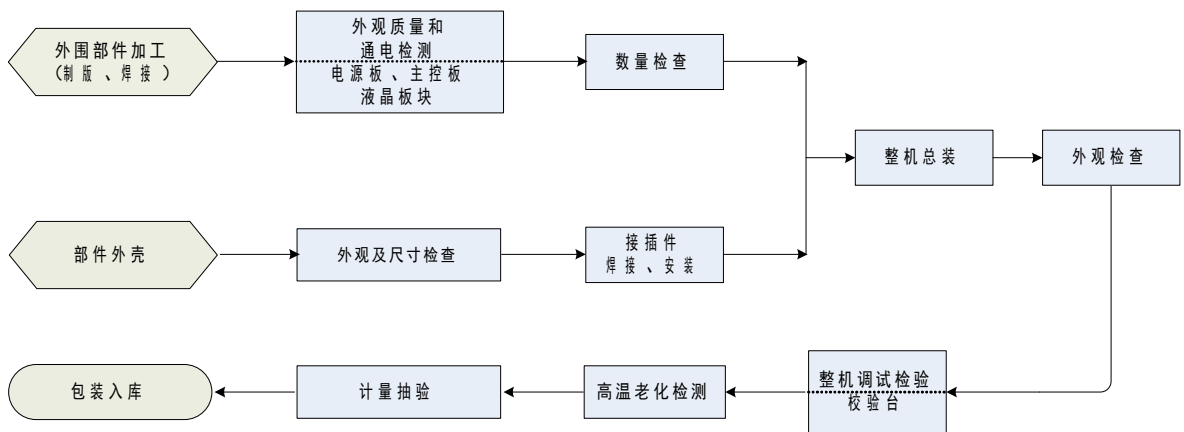 外围部件加工
（制版、焊接）
外观质量和
通电检测
电源板、主控板
液晶板块
数量检查
整机总装
外观检查
部件外壳
外观及尺寸检查
接插件
焊接、安装
包装入库
计量抽验
高温老化检测
整机调试检验
校验台